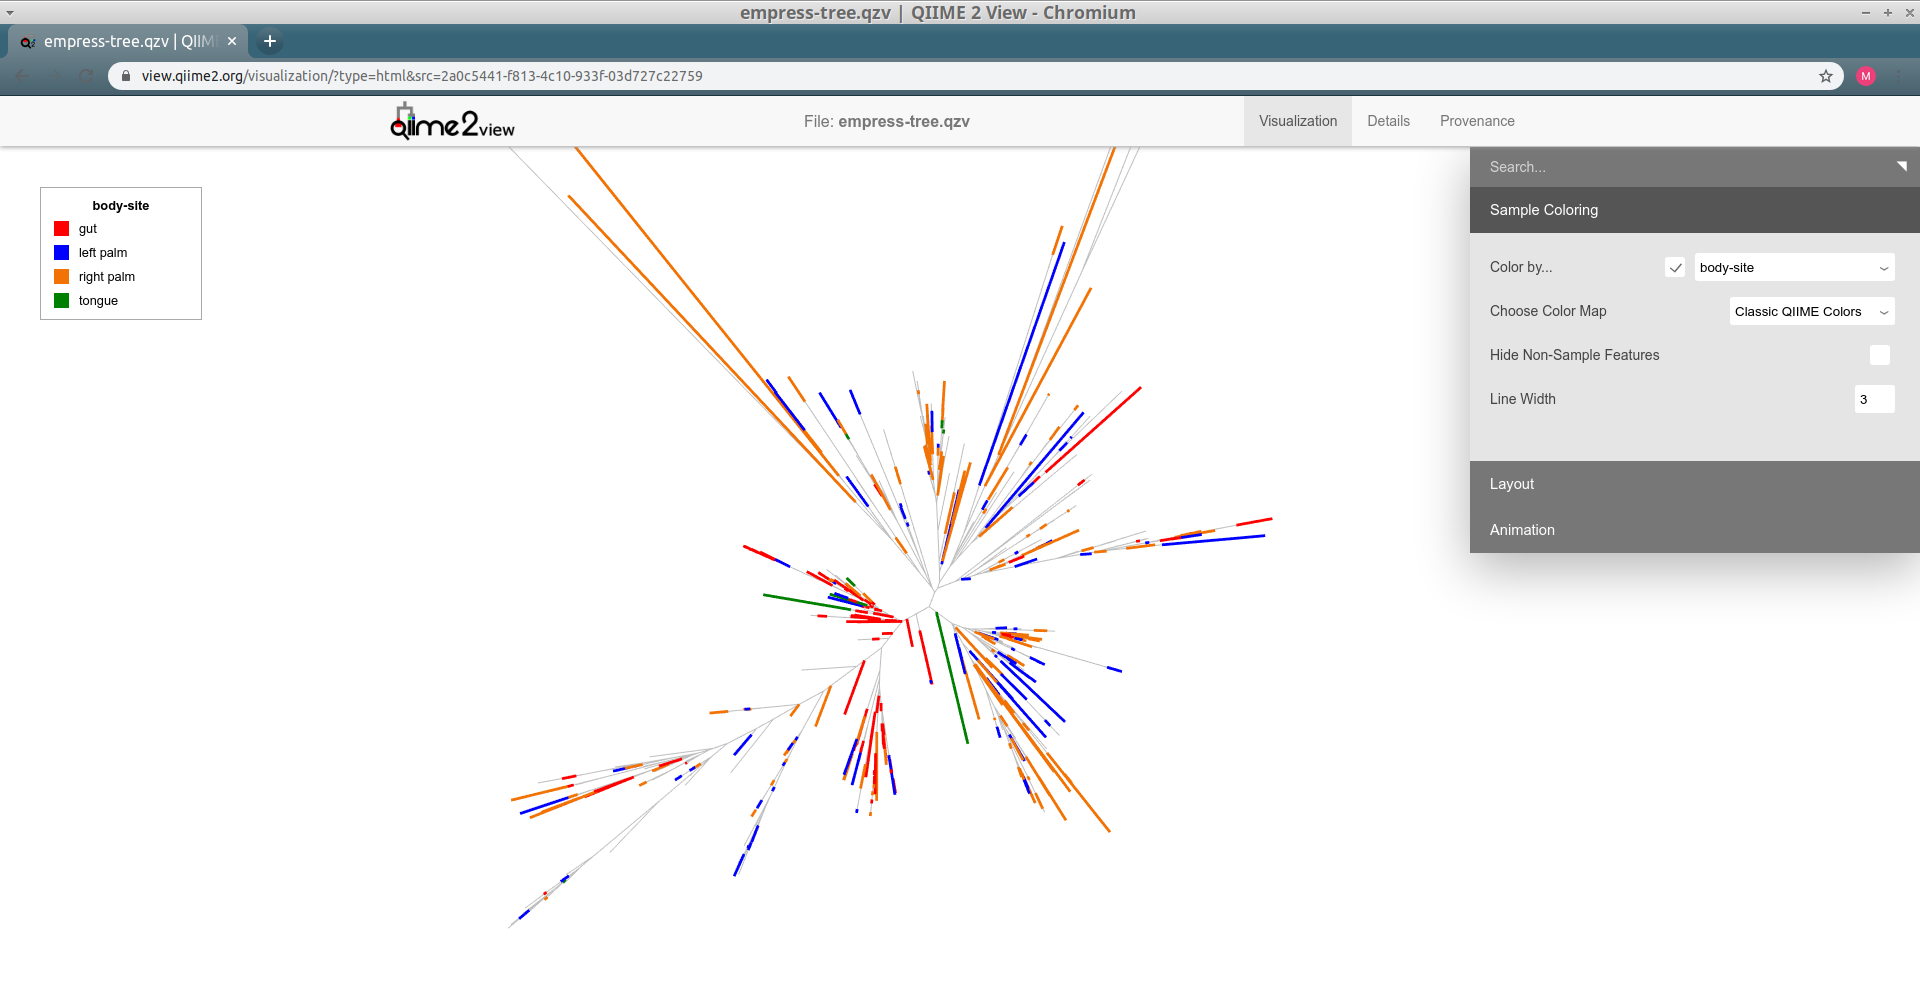 empress-tree.qzv | QIIME 2 View - Chromium
empress-tree.qzv | QIIM
view.qiime2.org/visualization/?type=html&src=2a0c5441-f813-4c10-933f-03d727c22759
M
qiime2view
File: empress-tree.qzv
Visualization
Details
Provenance
Search...
body-site
gut
left palm
right palm
tongue
Sample Coloring
Color by...
body-site
Choose Color Map
Classic QIIME Colors
Hide Non-Sample Features
Line Width
3
Layout
Animation